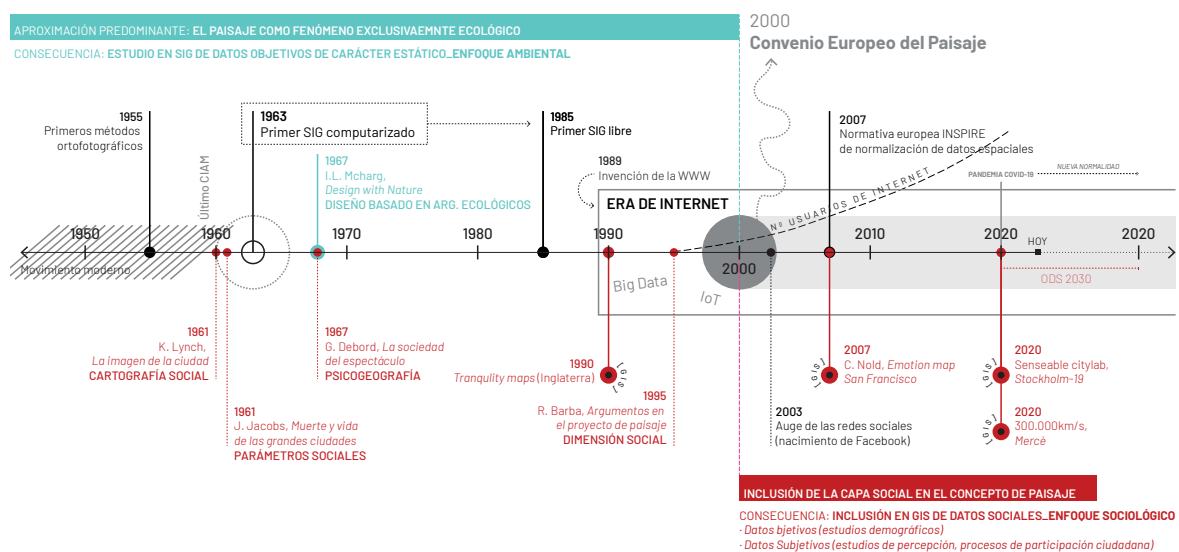 APROXIMACIÓN PREDOMINANTE: EL PAISAJE COMO FENÓMENO EXCLUSIVAEMNTE ECOLÓGICO
CONSECUENCIA: ESTUDIO EN SIG DE DATOS OBJETIVOS DE CARÁCTER ESTÁTICO_ENFOQUE AMBIENTAL
2000
Convenio Europeo del Paisaje
1955
Primeros métodos
ortofotográficos
Último CIAM
1963
Primer SIG computarizado
1967
I.L. Mcharg,
Design with Nature
DISEÑO BASADO EN ARG. ECOLÓGICOS
1985
Primer SIG libre
1989
Invención de la WWW
2007
Normativa europea INSPIRE
de normalización de datos espaciales
NUEVA NORMALIDAD
PANDEMIA COVID-19
ERA DE INTERNET
Nº USUARIOS DE INTERNET
1950
1960
1970
1980
1990
2000
2010
2020
HOY
2020
Movimiento moderno
Big Data
IoT
ODS 2030
1961
K. Lynch,
La imagen de la ciudad
CARTOGRAFÍA SOCIAL
1961
J. Jacobs, Muerte y vida
de las grandes ciudades
PARÁMETROS SOCIALES
1967
G. Debord, La sociedad
del espectáculo
PSICOGEOGRAFÍA
1990
Tranqulity maps (Inglaterra)
[GIS]
1995
R. Barba, Argumentos en
el proyecto de paisaje
DIMENSIÓN SOCIAL
2003
Auge de las redes sociales
(nacimiento de Facebook)
[GIS]
2007
C. Nold, Emotion map
San Francisco
[GIS]
2020
Senseable citylab,
Stockholm-19
[GIS]
2020
300.000km/s,
Mercè
INCLUSIÓN DE LA CAPA SOCIAL EN EL CONCEPTO DE PAISAJE
CONSECUENCIA: INCLUSIÓN EN GIS DE DATOS SOCIALES_ENFOQUE SOCIOLÓGICO
- Datos bjetivos (estudios demográficos)
- Datos Subjetivos (estudios de percepción, procesos de participación ciudadana)